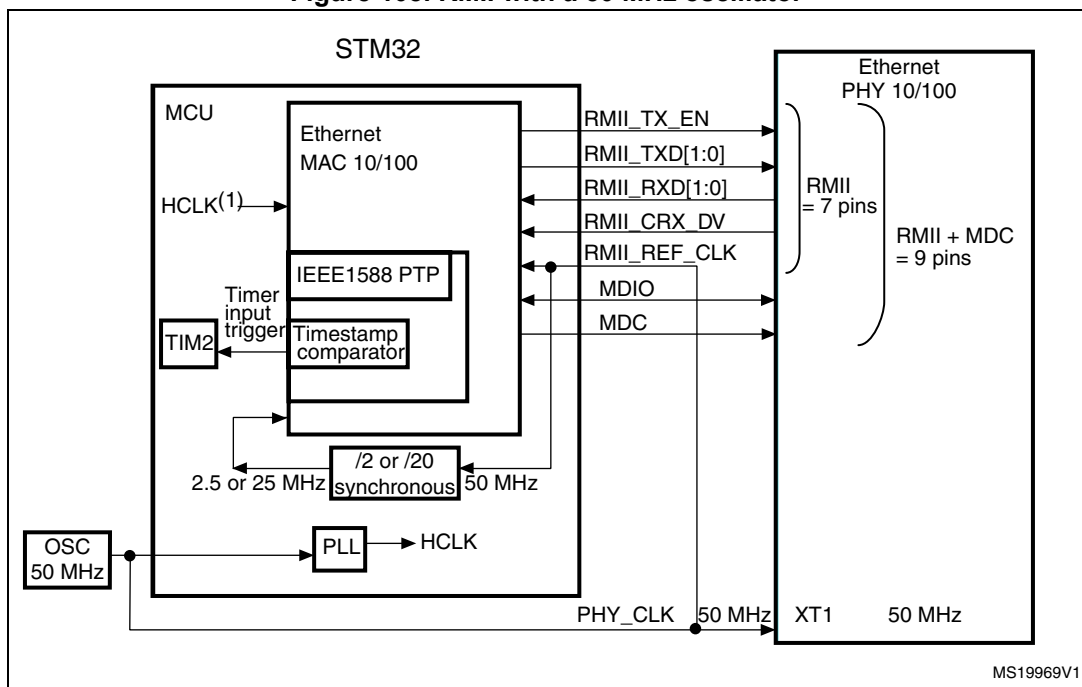 STM32
MCU
Ethernet
MAC 10/100
HCLK(1)
IEEE1588 PTP
Timer
input
trigger
TIM2
Timestamp
comparator
/2 or /20
synchronous
2.5 or 25 MHz
50 MHz
OSC
50 MHz
PLL
HCLK
RMII_TX_EN
RMII_TXD[1:0]
RMII_RXD[1:0]
RMII_CRX_DV
RMII_REF_CLK
MDIO
MDC
PHY_CLK
50 MHz
Ethernet
PHY 10/100
RMII
= 7 pins
RMII + MDC
= 9 pins
XT1
50 MHz
MS19969V1